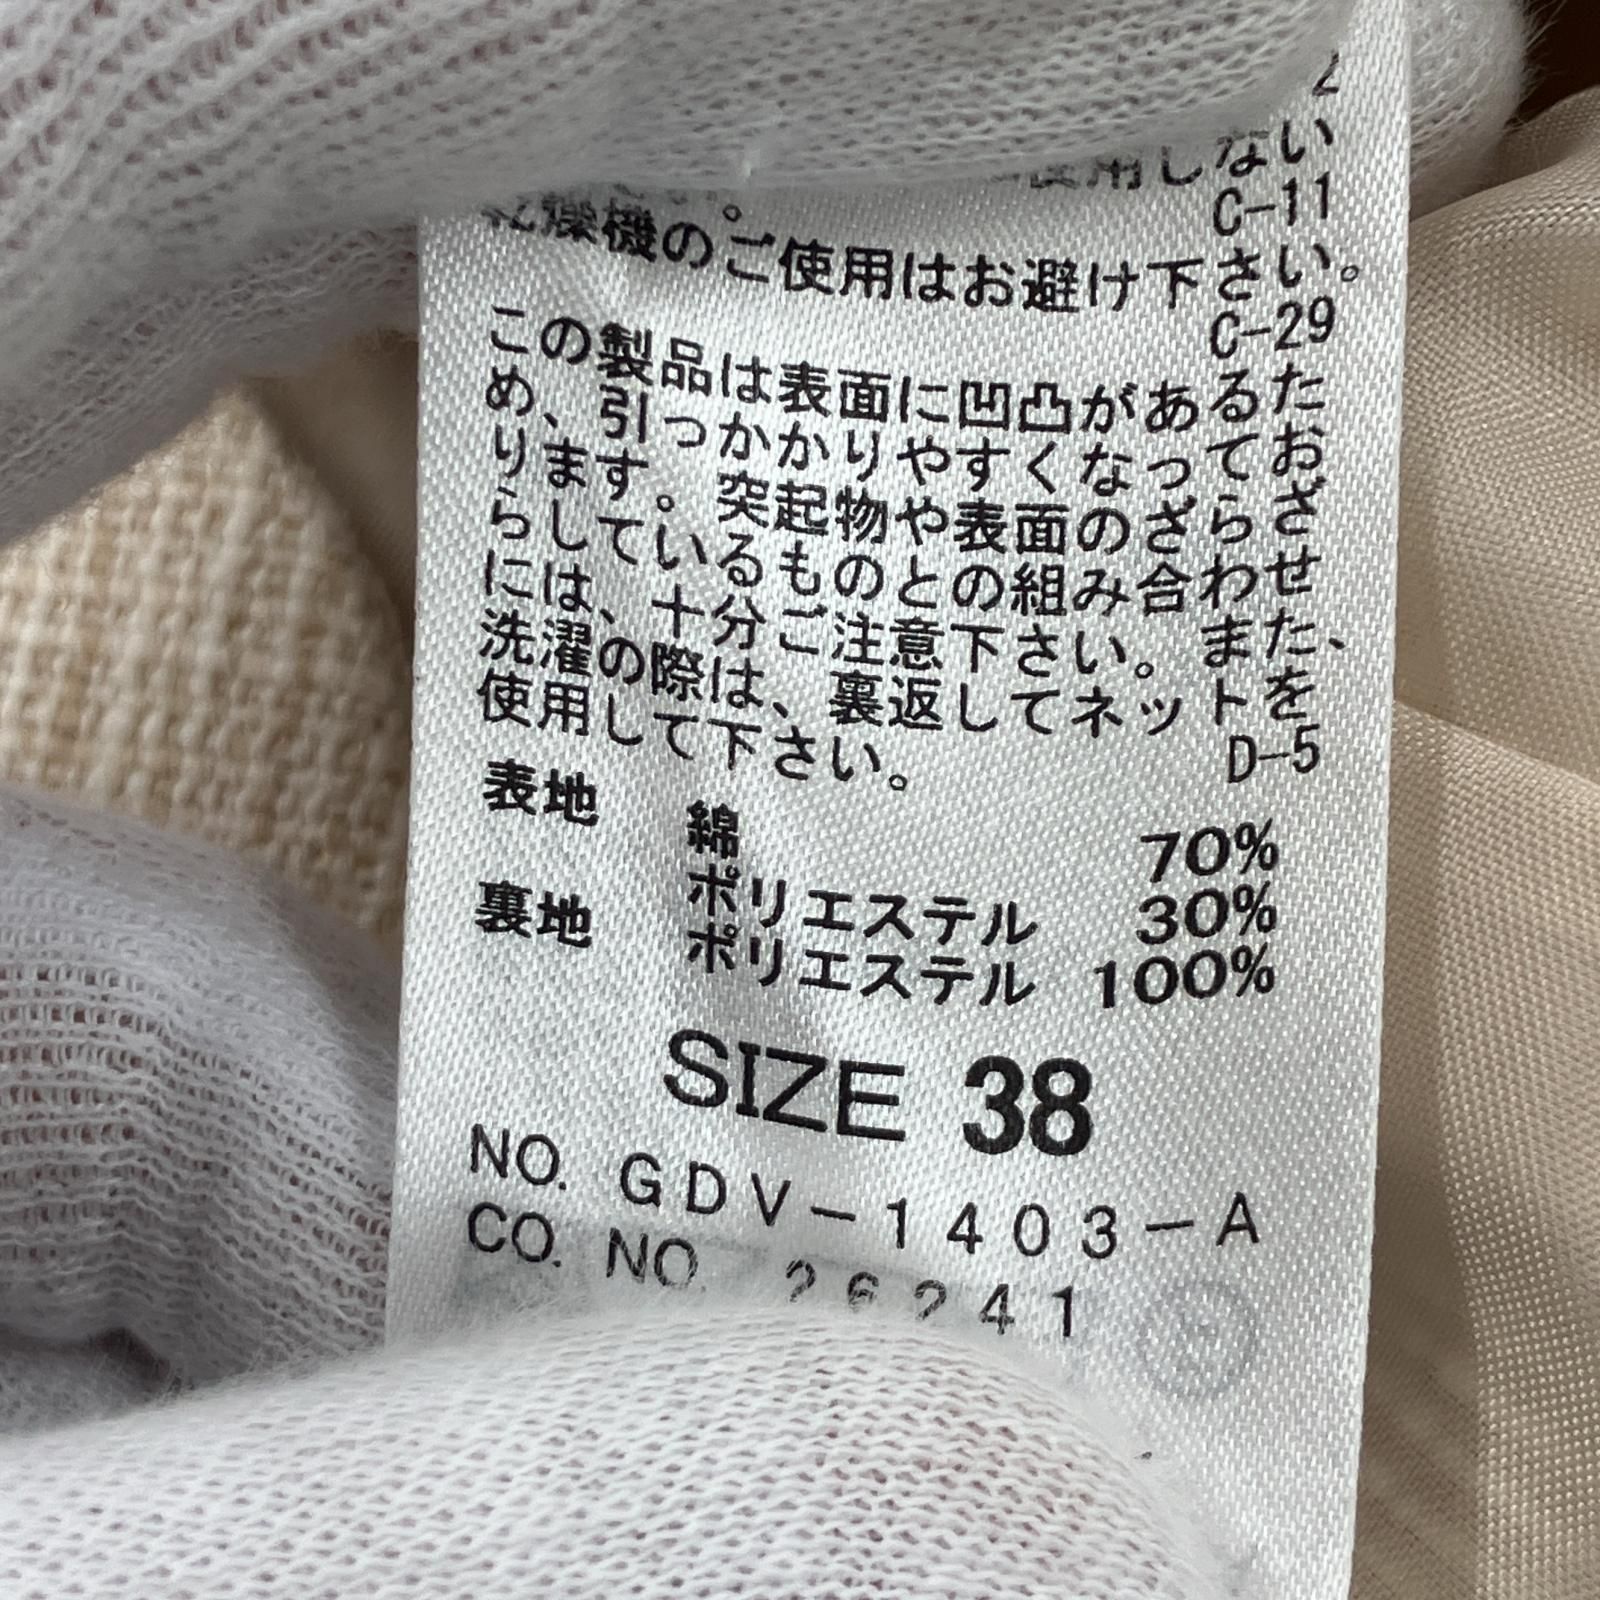 2
使用しない
。 C-11
乾燥機のご使用はお避け下さい。
C-29
この製品は表面に凹凸があるた
め、引っかかりやすくなってお
ります。突起物や表面のざらざ
らしているものとの組み合わせ
には、十分ご注意下さい。また、
洗濯の際は、裏返してネットを
使用して下さい。 D-5
表地 綿 70%
ポリエステル 30%
裏地 ポリエステル 100%
SIZE 38
NO. GDV-1403-A
CO. NO. 26241